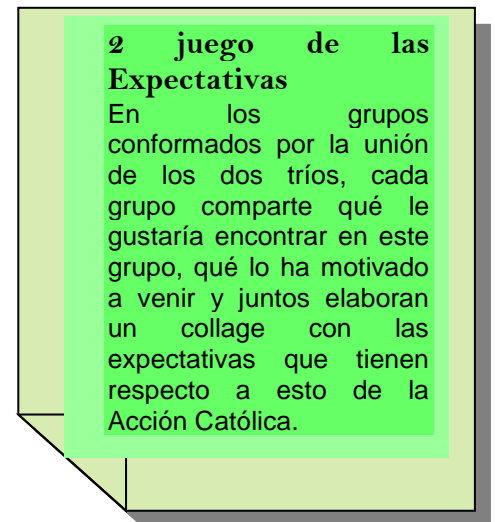 2 juego de las
Expectativas
En los grupos
conformados por la unión
de los dos tríos, cada
grupo comparte qué le
gustaría encontrar en este
grupo, qué lo ha motivado
a venir y juntos elaboran
un collage con las
expectativas que tienen
respecto a esto de la
Acción Católica.